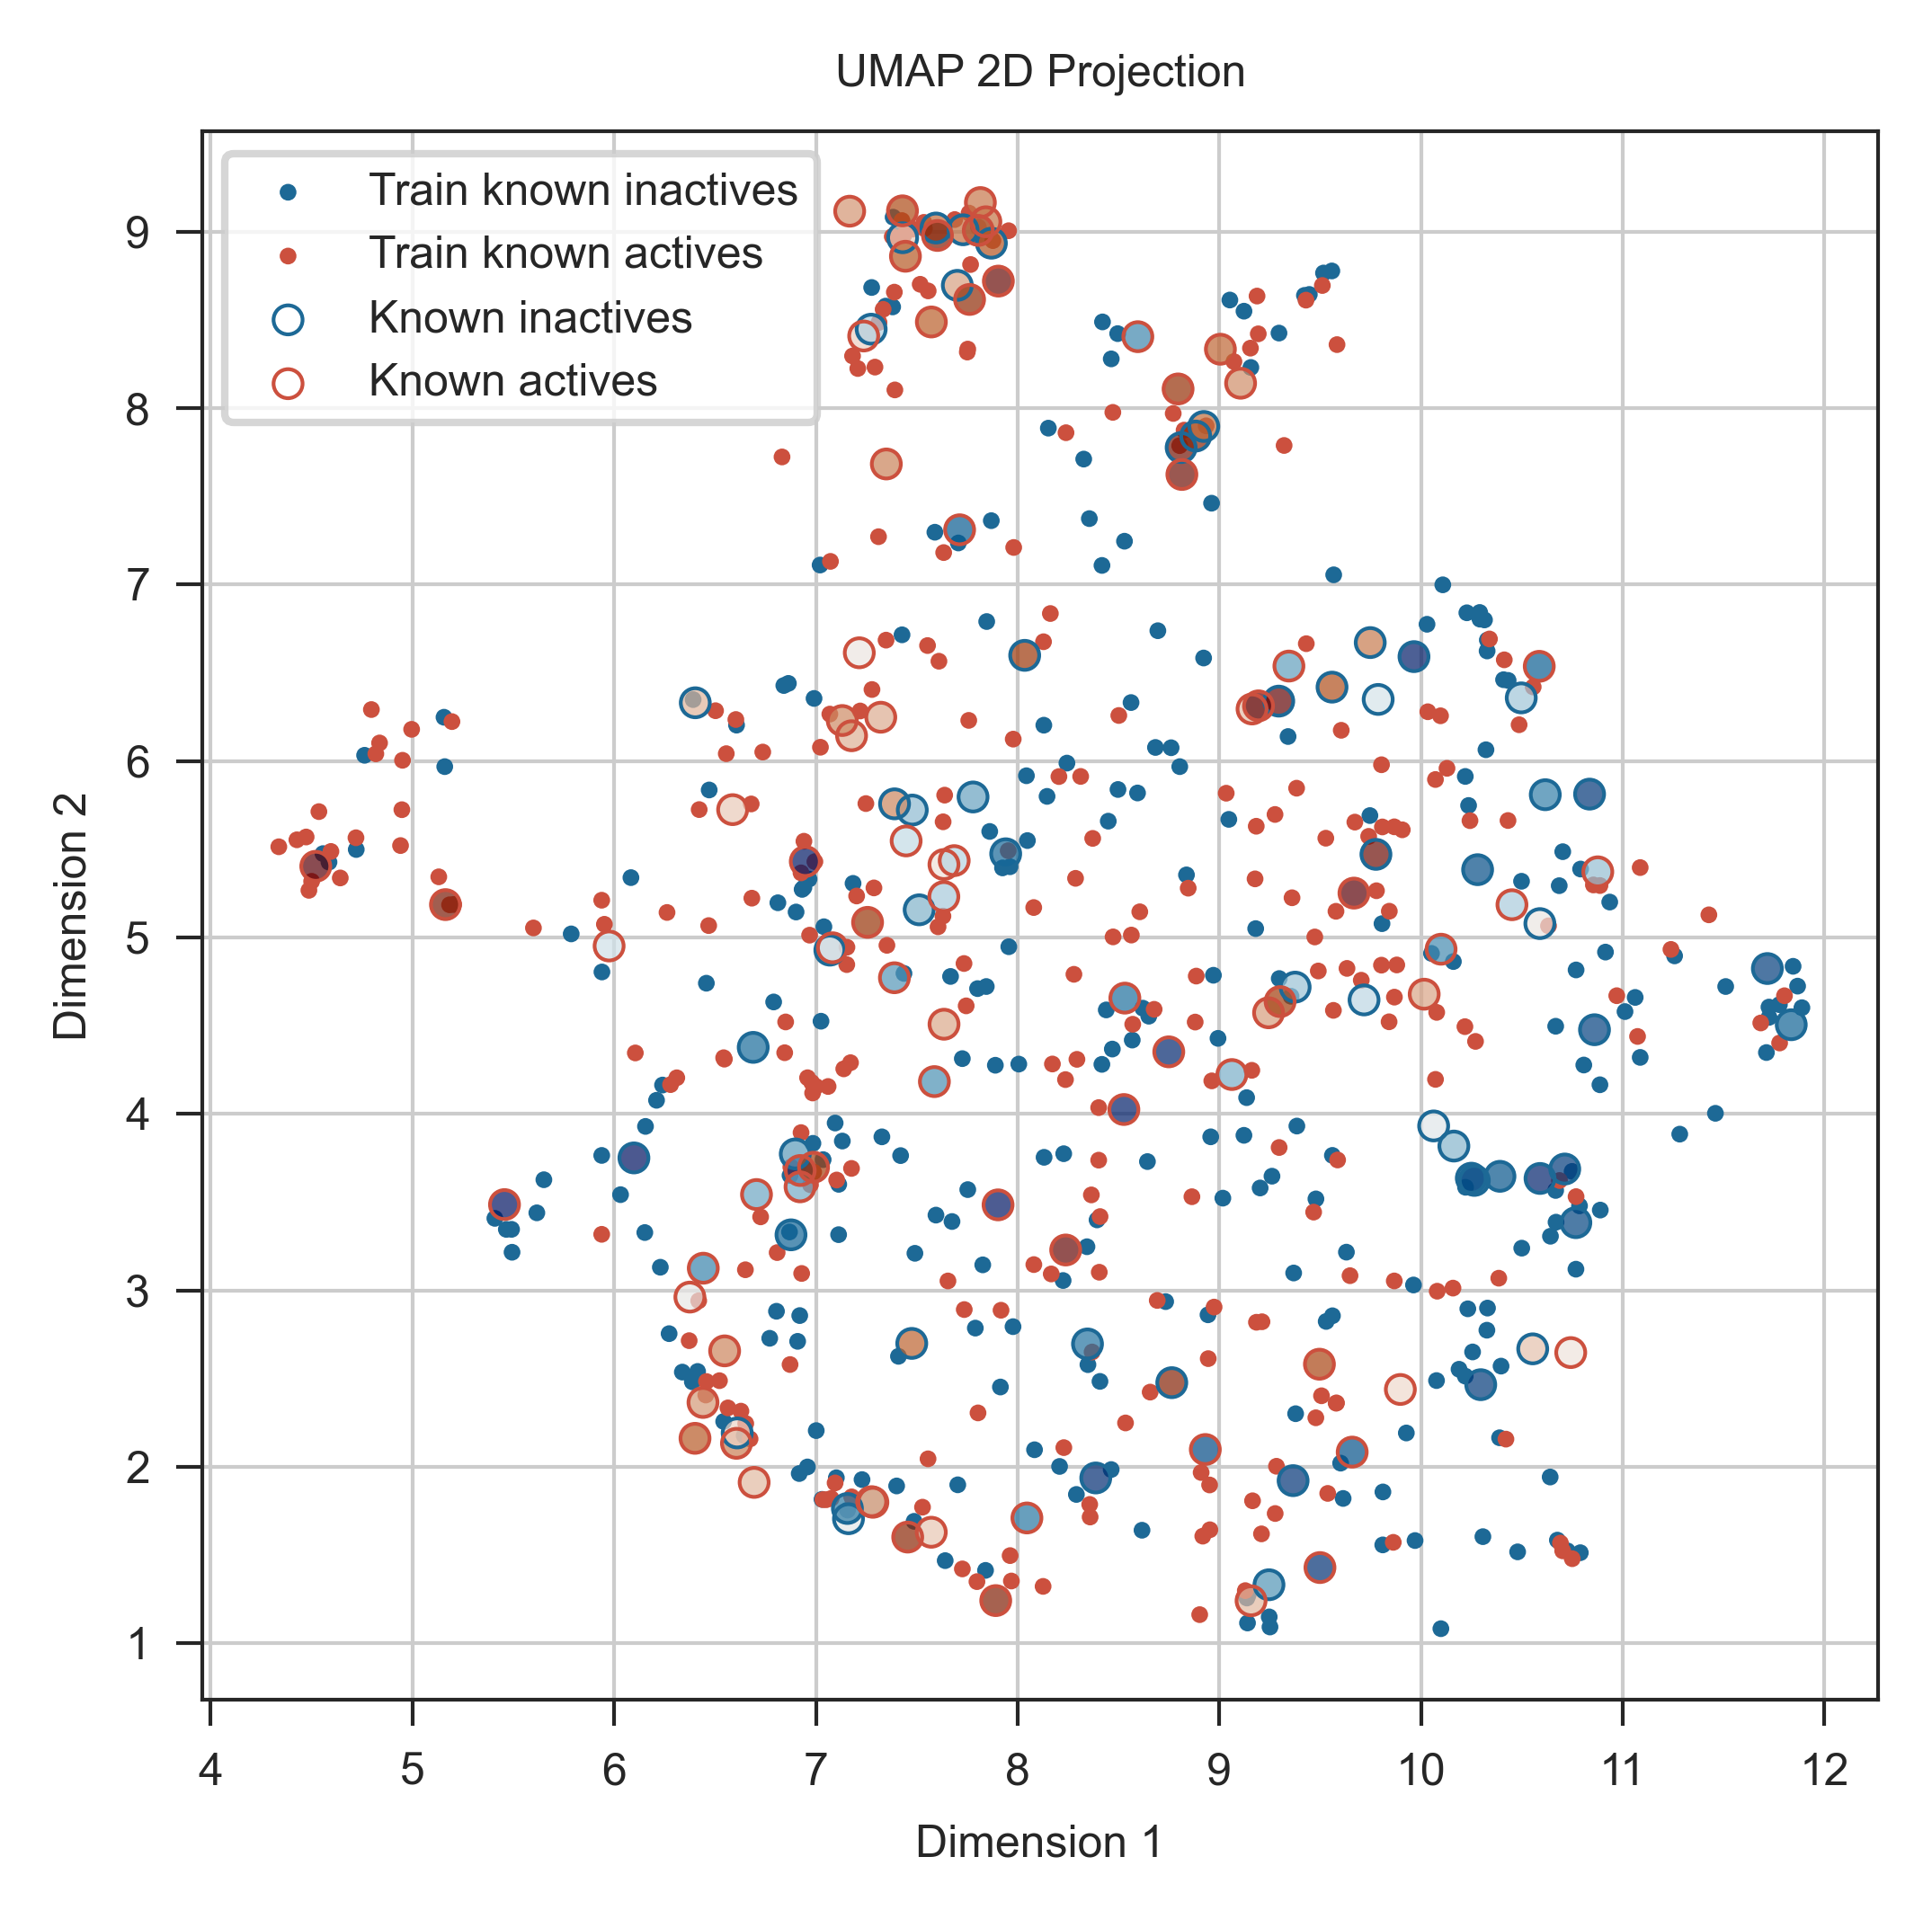 UMAP 2D Projection
Train known inactives
Train known actives
Known inactives
Known actives
9
8
7
6
5
4
3
2
1
Dimension 2
4 5 6 7 8 9 10 11 12
Dimension 1